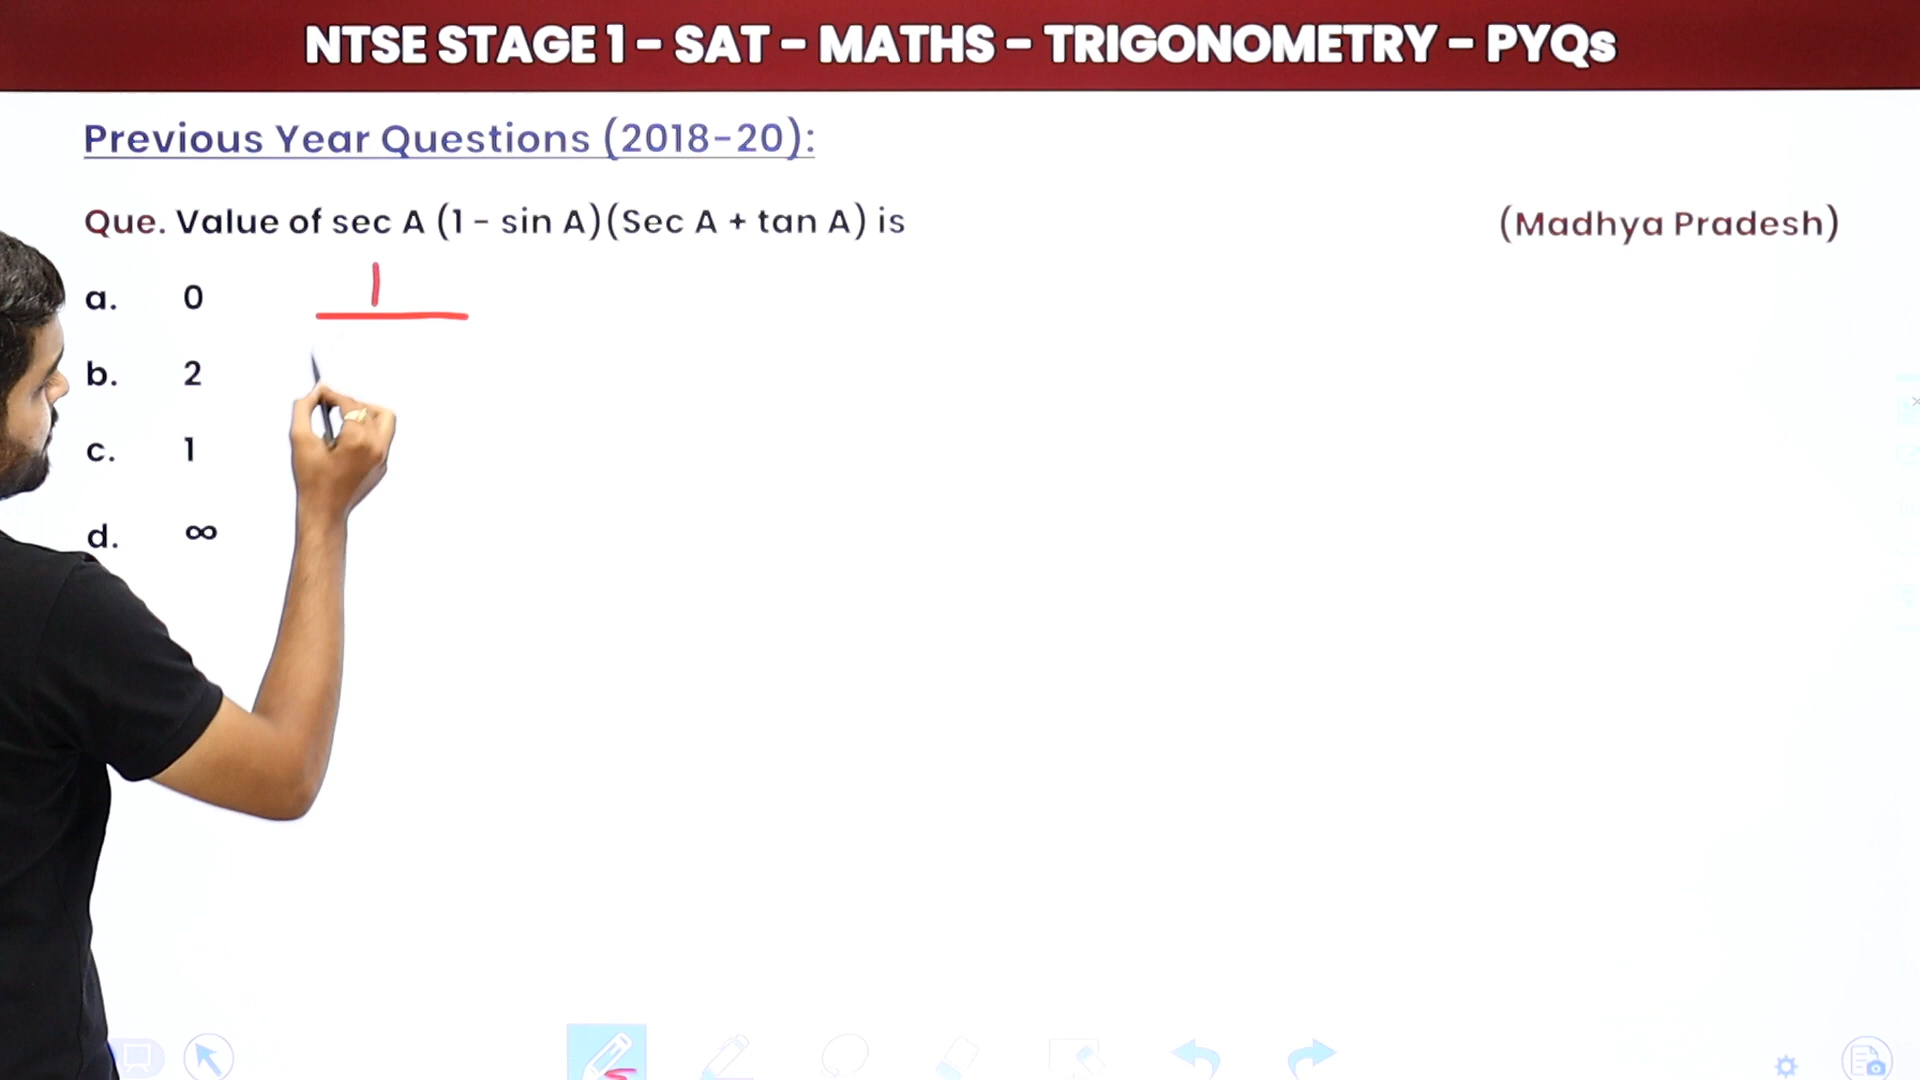 NTSE STAGE 1 - SAT - MATHS - TRIGONOMETRY - PYQs
Previous Year Questions (2018-20):
Que. Value of sec A (1 - sin A)(Sec A + tan A) is (Madhya Pradesh)
a. 0
1
b. 2
c. 1
d. ∞